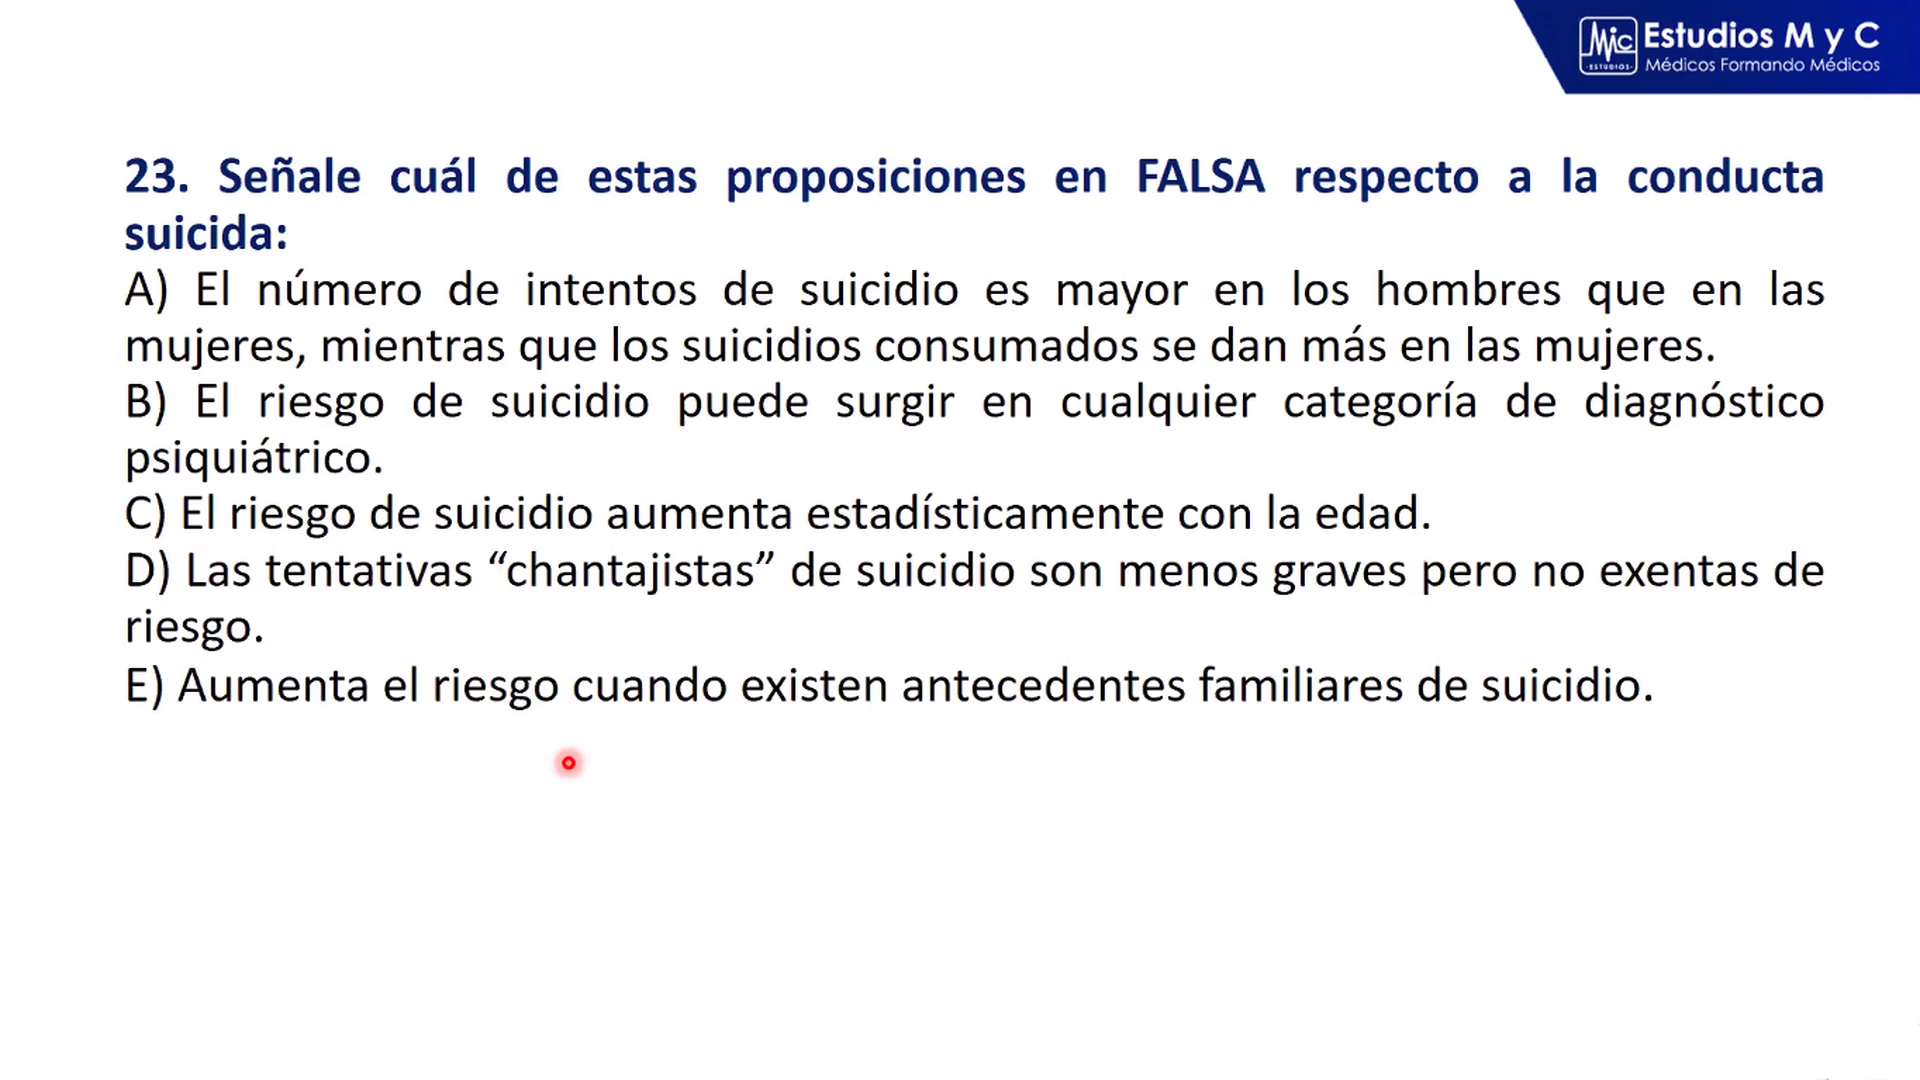 Mic
-ESTUDIOS-
Estudios M y C
Médicos Formando Médicos
23. Señale cuál de estas proposiciones en FALSA respecto a la conducta
suicida:
A) El número de intentos de suicidio es mayor en los hombres que en las
mujeres, mientras que los suicidios consumados se dan más en las mujeres.
B) El riesgo de suicidio puede surgir en cualquier categoría de diagnóstico
psiquiátrico.
C) El riesgo de suicidio aumenta estadísticamente con la edad.
D) Las tentativas “chantajistas” de suicidio son menos graves pero no exentas de
riesgo.
E) Aumenta el riesgo cuando existen antecedentes familiares de suicidio.